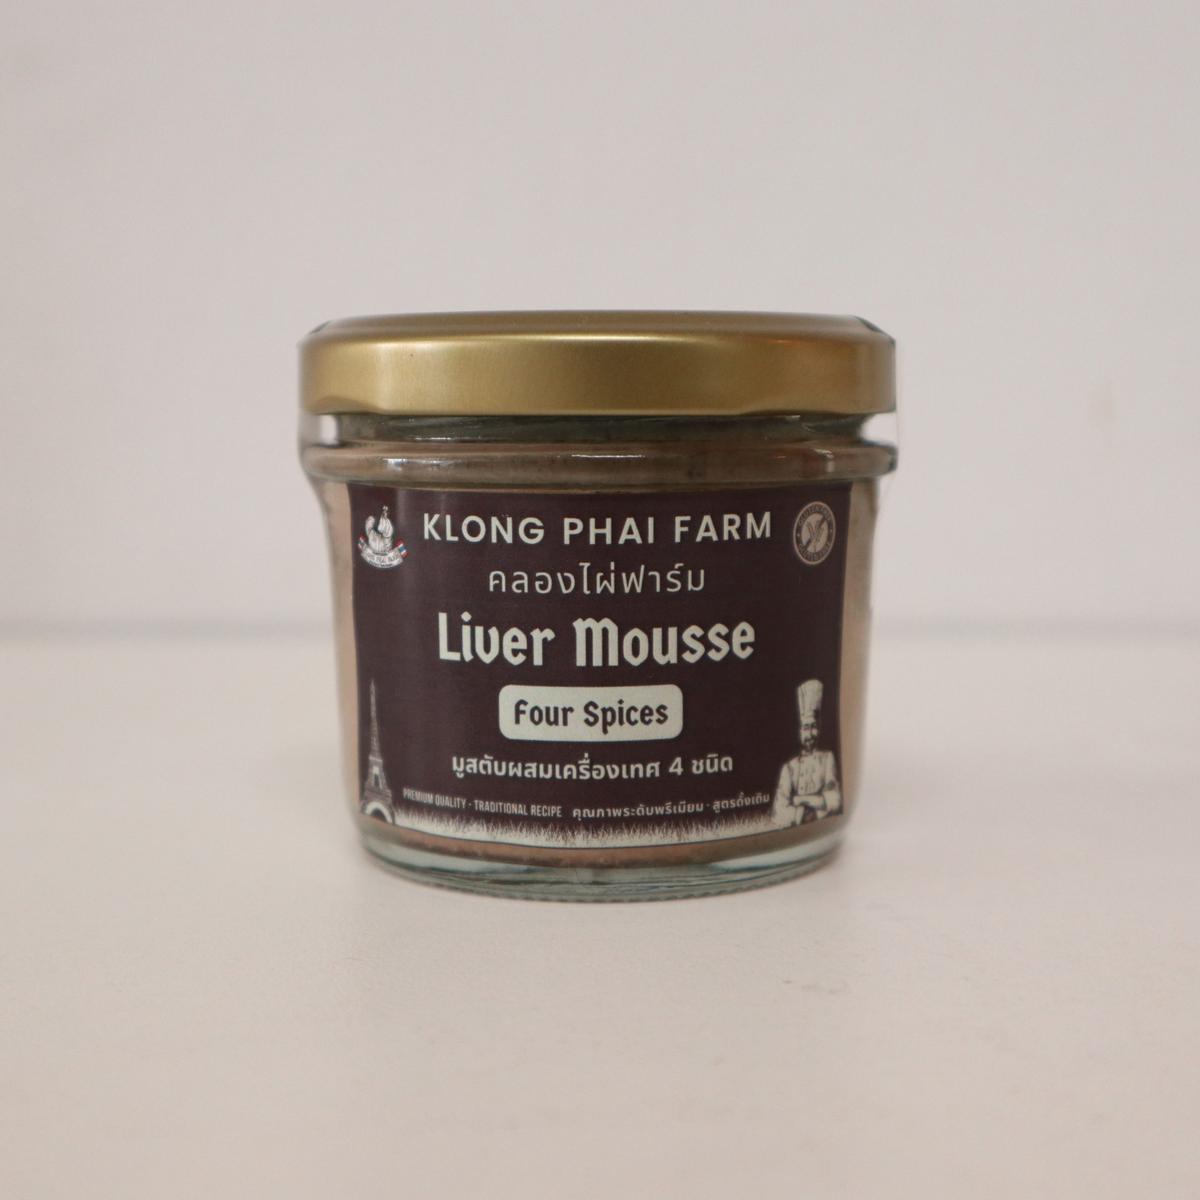 KLONG PHAI FARM
คลองไผ่ฟาร์ม
Liver Mousse
Four Spices
มูสตับผสมเครื่องเทศ 4 ชนิด
PREMIUM QUALITY · TRADITIONAL RECIPE คุณภาพระดับพรีเมียม · สูตรดั้งเดิม